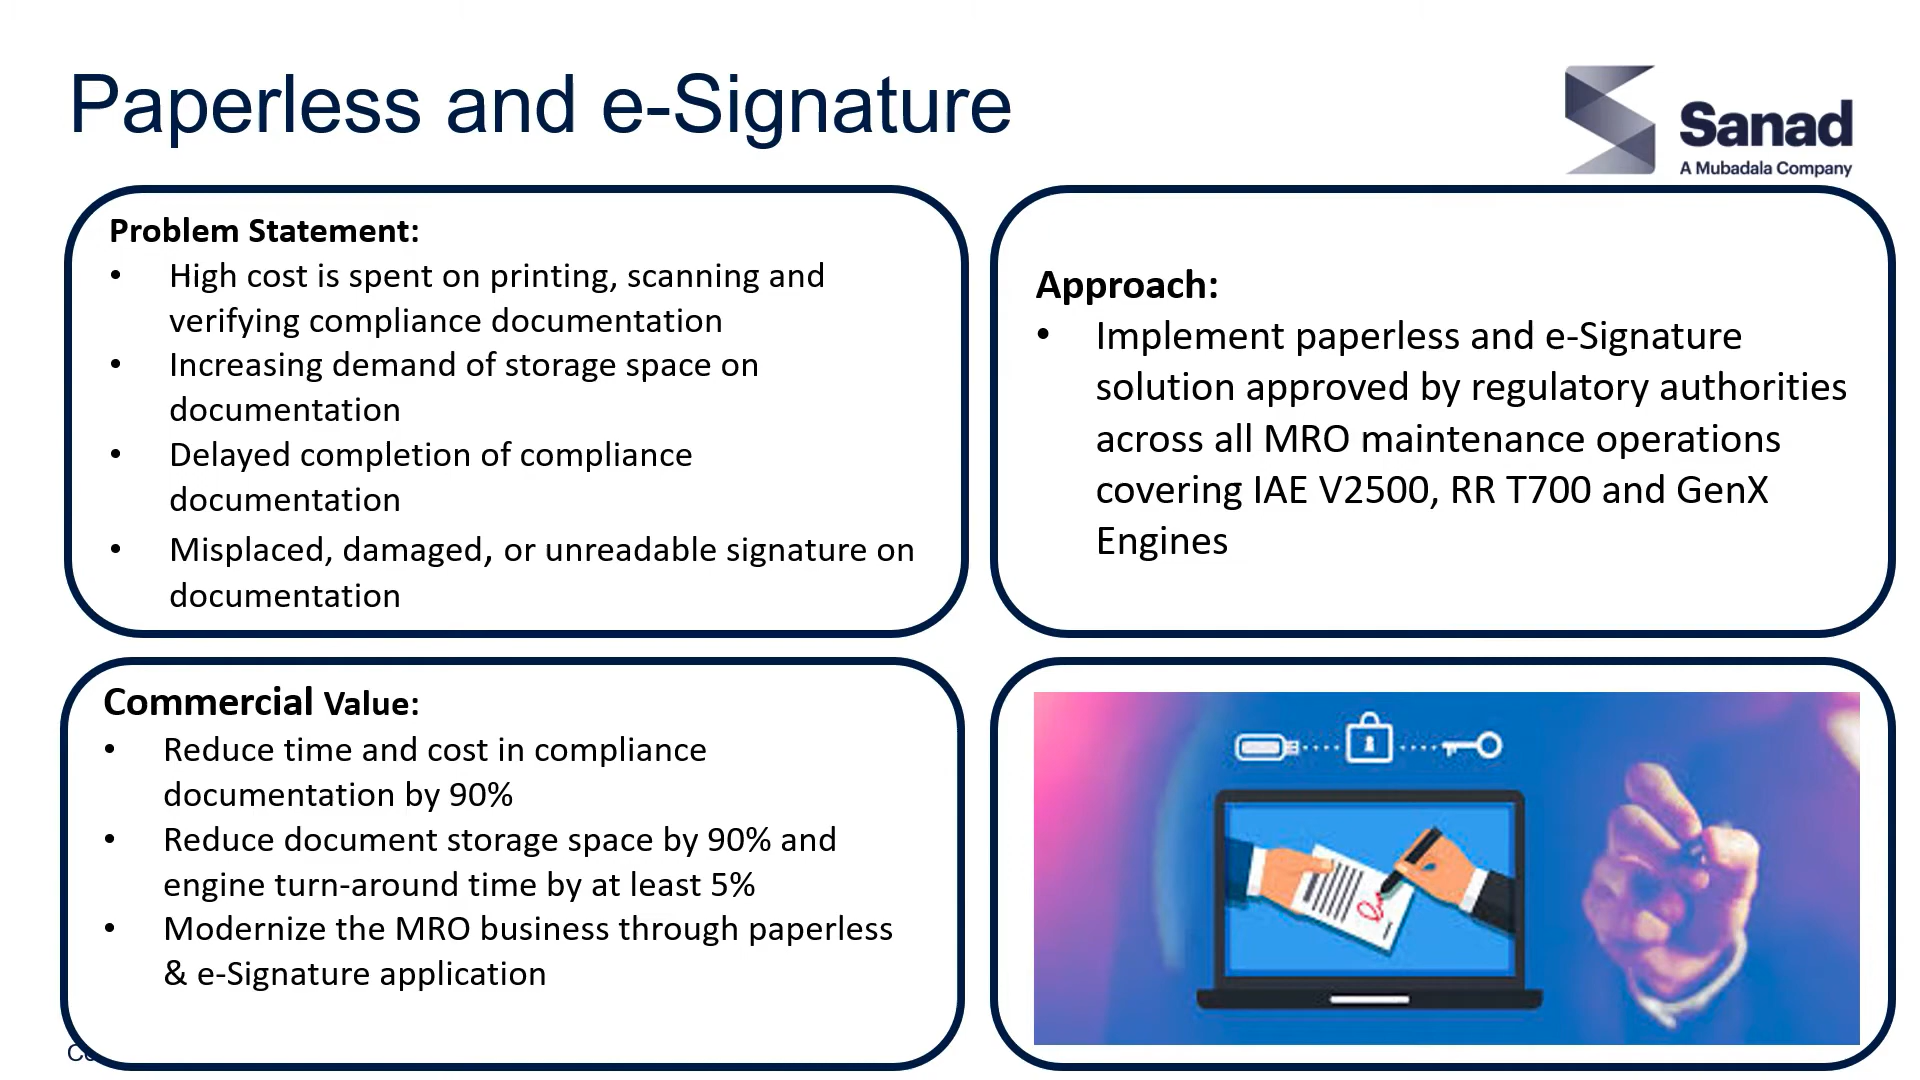 Paperless and e-Signature
Sanad
A Mubadala Company
Problem Statement:
• High cost is spent on printing, scanning and
verifying compliance documentation
• Increasing demand of storage space on
documentation
• Delayed completion of compliance
documentation
• Misplaced, damaged, or unreadable signature on
documentation
Approach:
• Implement paperless and e-Signature
solution approved by regulatory authorities
across all MRO maintenance operations
covering IAE V2500, RR T700 and GenX
Engines
Commercial Value:
• Reduce time and cost in compliance
documentation by 90%
• Reduce document storage space by 90% and
engine turn-around time by at least 5%
• Modernize the MRO business through paperless
& e-Signature application